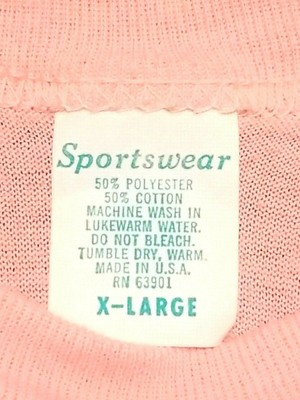 Sportswear
50% POLYESTER
50% COTTON
MACHINE WASH IN
LUKEWARM WATER.
DO NOT BLEACH.
TUMBLE DRY, WARM.
MADE IN U.S.A.
RN 63901
X-LARGE